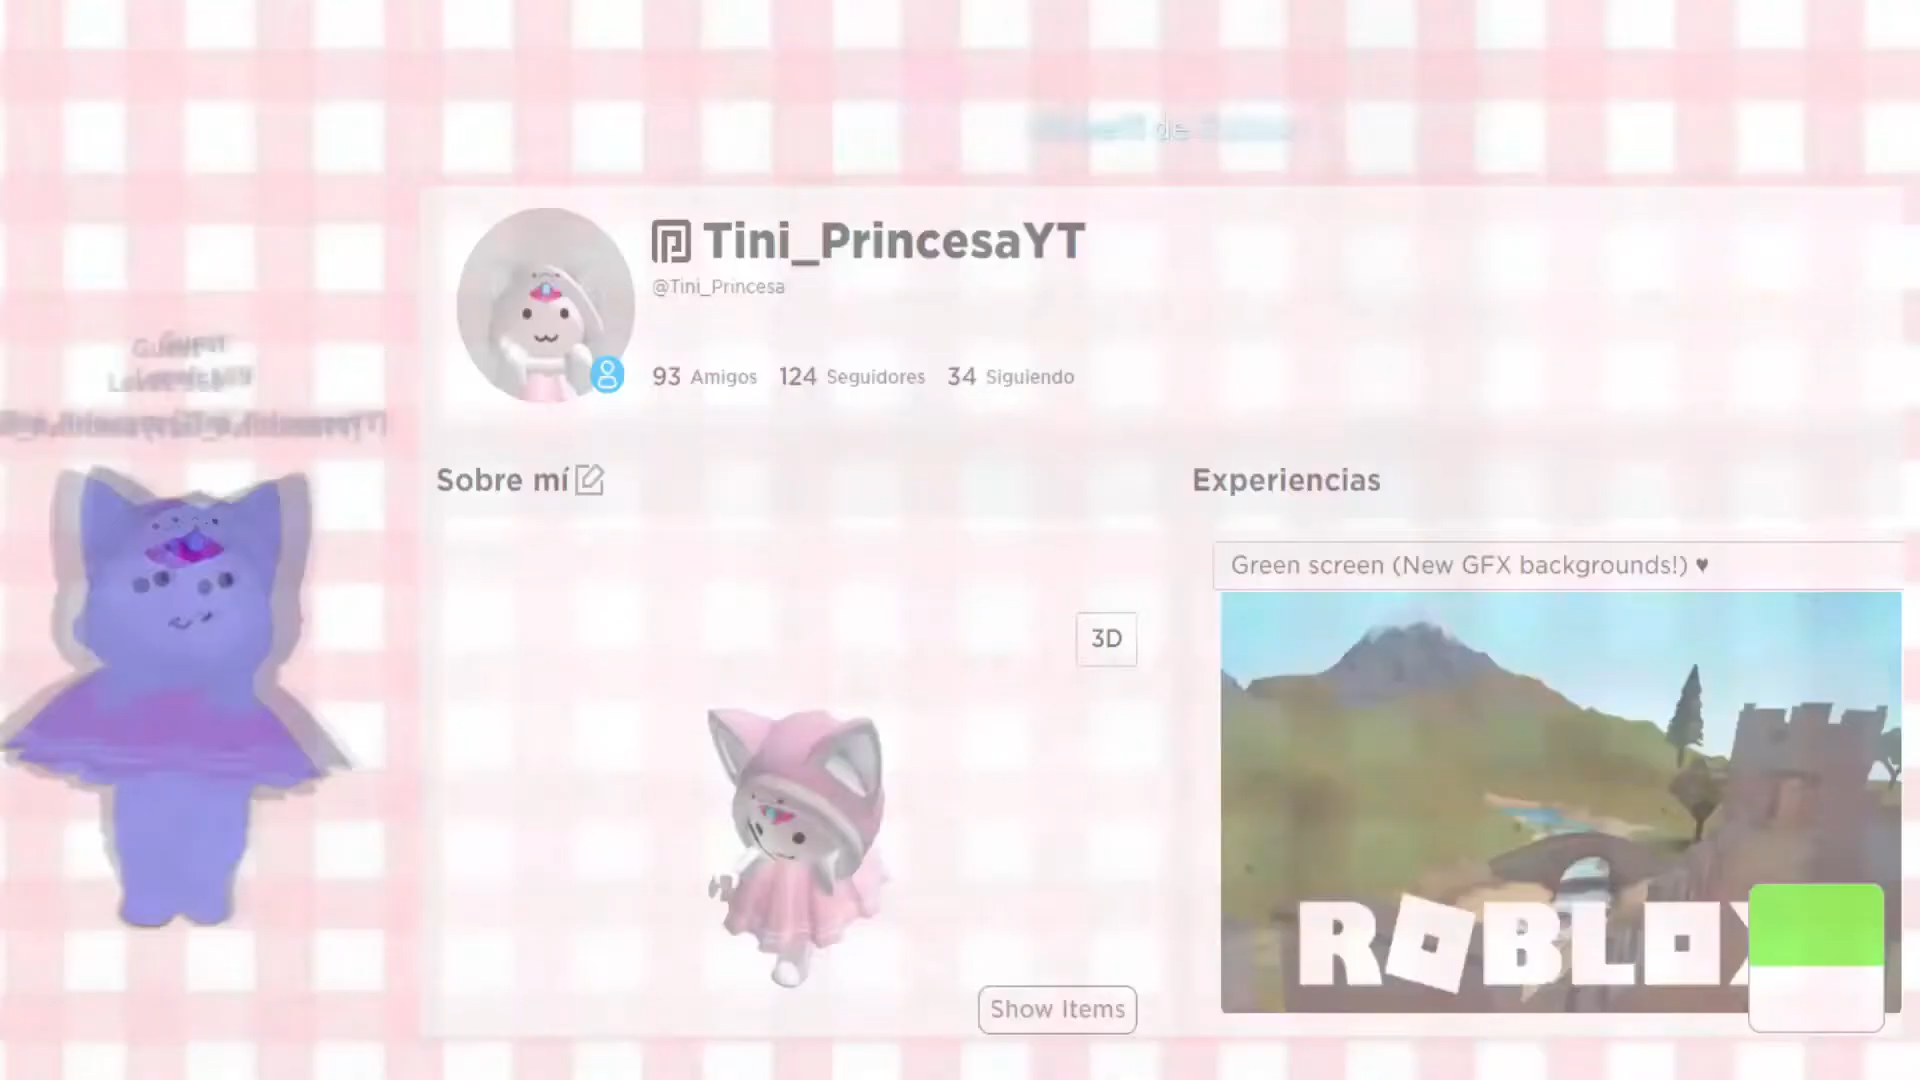 de
Tini_PrincesaYT
@Tini_Princesa
93 Amigos 124 Seguidores 34 Siguiendo
Sobre mí
Experiencias
Green screen (New GFX backgrounds!) ♥
3D
ROBLOX
Show Items